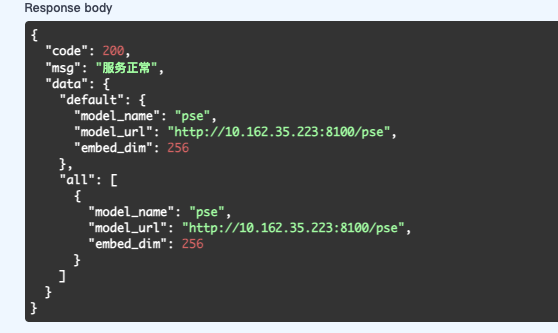 Response body
{
  "code": 200,
  "msg": "服务正常",
  "data": {
    "default": {
      "model_name": "pse",
      "model_url": "http://10.162.35.223:8100/pse",
      "embed_dim": 256
    },
    "all": [
      {
        "model_name": "pse",
        "model_url": "http://10.162.35.223:8100/pse",
        "embed_dim": 256
      }
    ]
  }
}